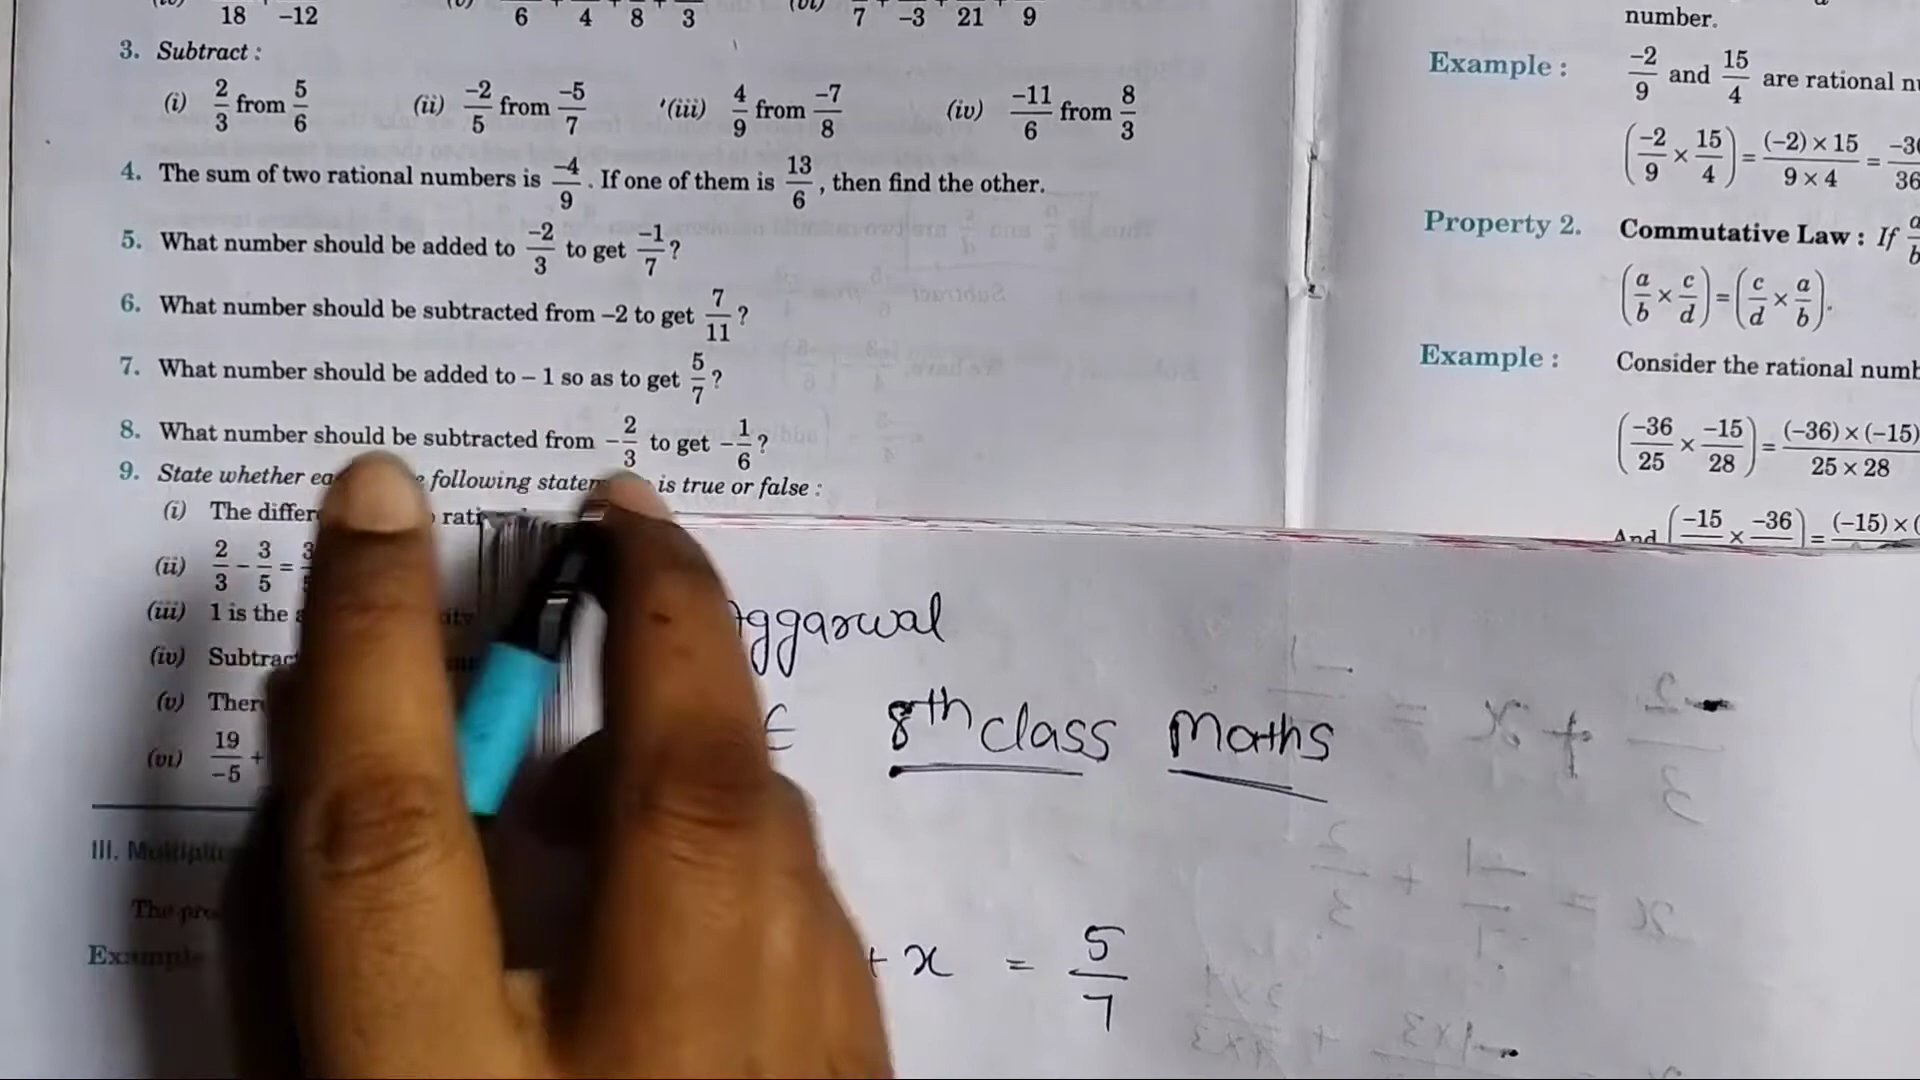 18 -12 (v) 6 4 8 3 (vi) 7 -3 21 9
3. Subtract :
(i) 2/3 from 5/6 (ii) -2/5 from -5/7 (iii) 4/9 from -7/8 (iv) -11/6 from 8/3
4. The sum of two rational numbers is -4/9. If one of them is 13/6, then find the other.
5. What number should be added to -2/3 to get -1/7?
6. What number should be subtracted from -2 to get 7/11?
7. What number should be added to -1 so as to get 5/7?
8. What number should be subtracted from -2/3 to get -1/6?
9. State whether following is true or false :
(i) The
(ii) 2/3 - 3/5 =
(iii) 1 is the
(iv)
(v)
(vi) 19/-5 +
III.
The
Example
number.
Example : -2/9 and 15/4 are rational
(-2/9 × 15/4) = (-2) × 15 / 9 × 4 =
Property 2. Commutative Law : If
(a/b × c/d) = (c/d × a/b).
Example : Consider the rational
(-36/25 × -15/28) = (-36) × (-15) / 25 × 28
And (-15 × -36) = (-15) ×
Aggarwal
8th class Maths
+ x = 5/7